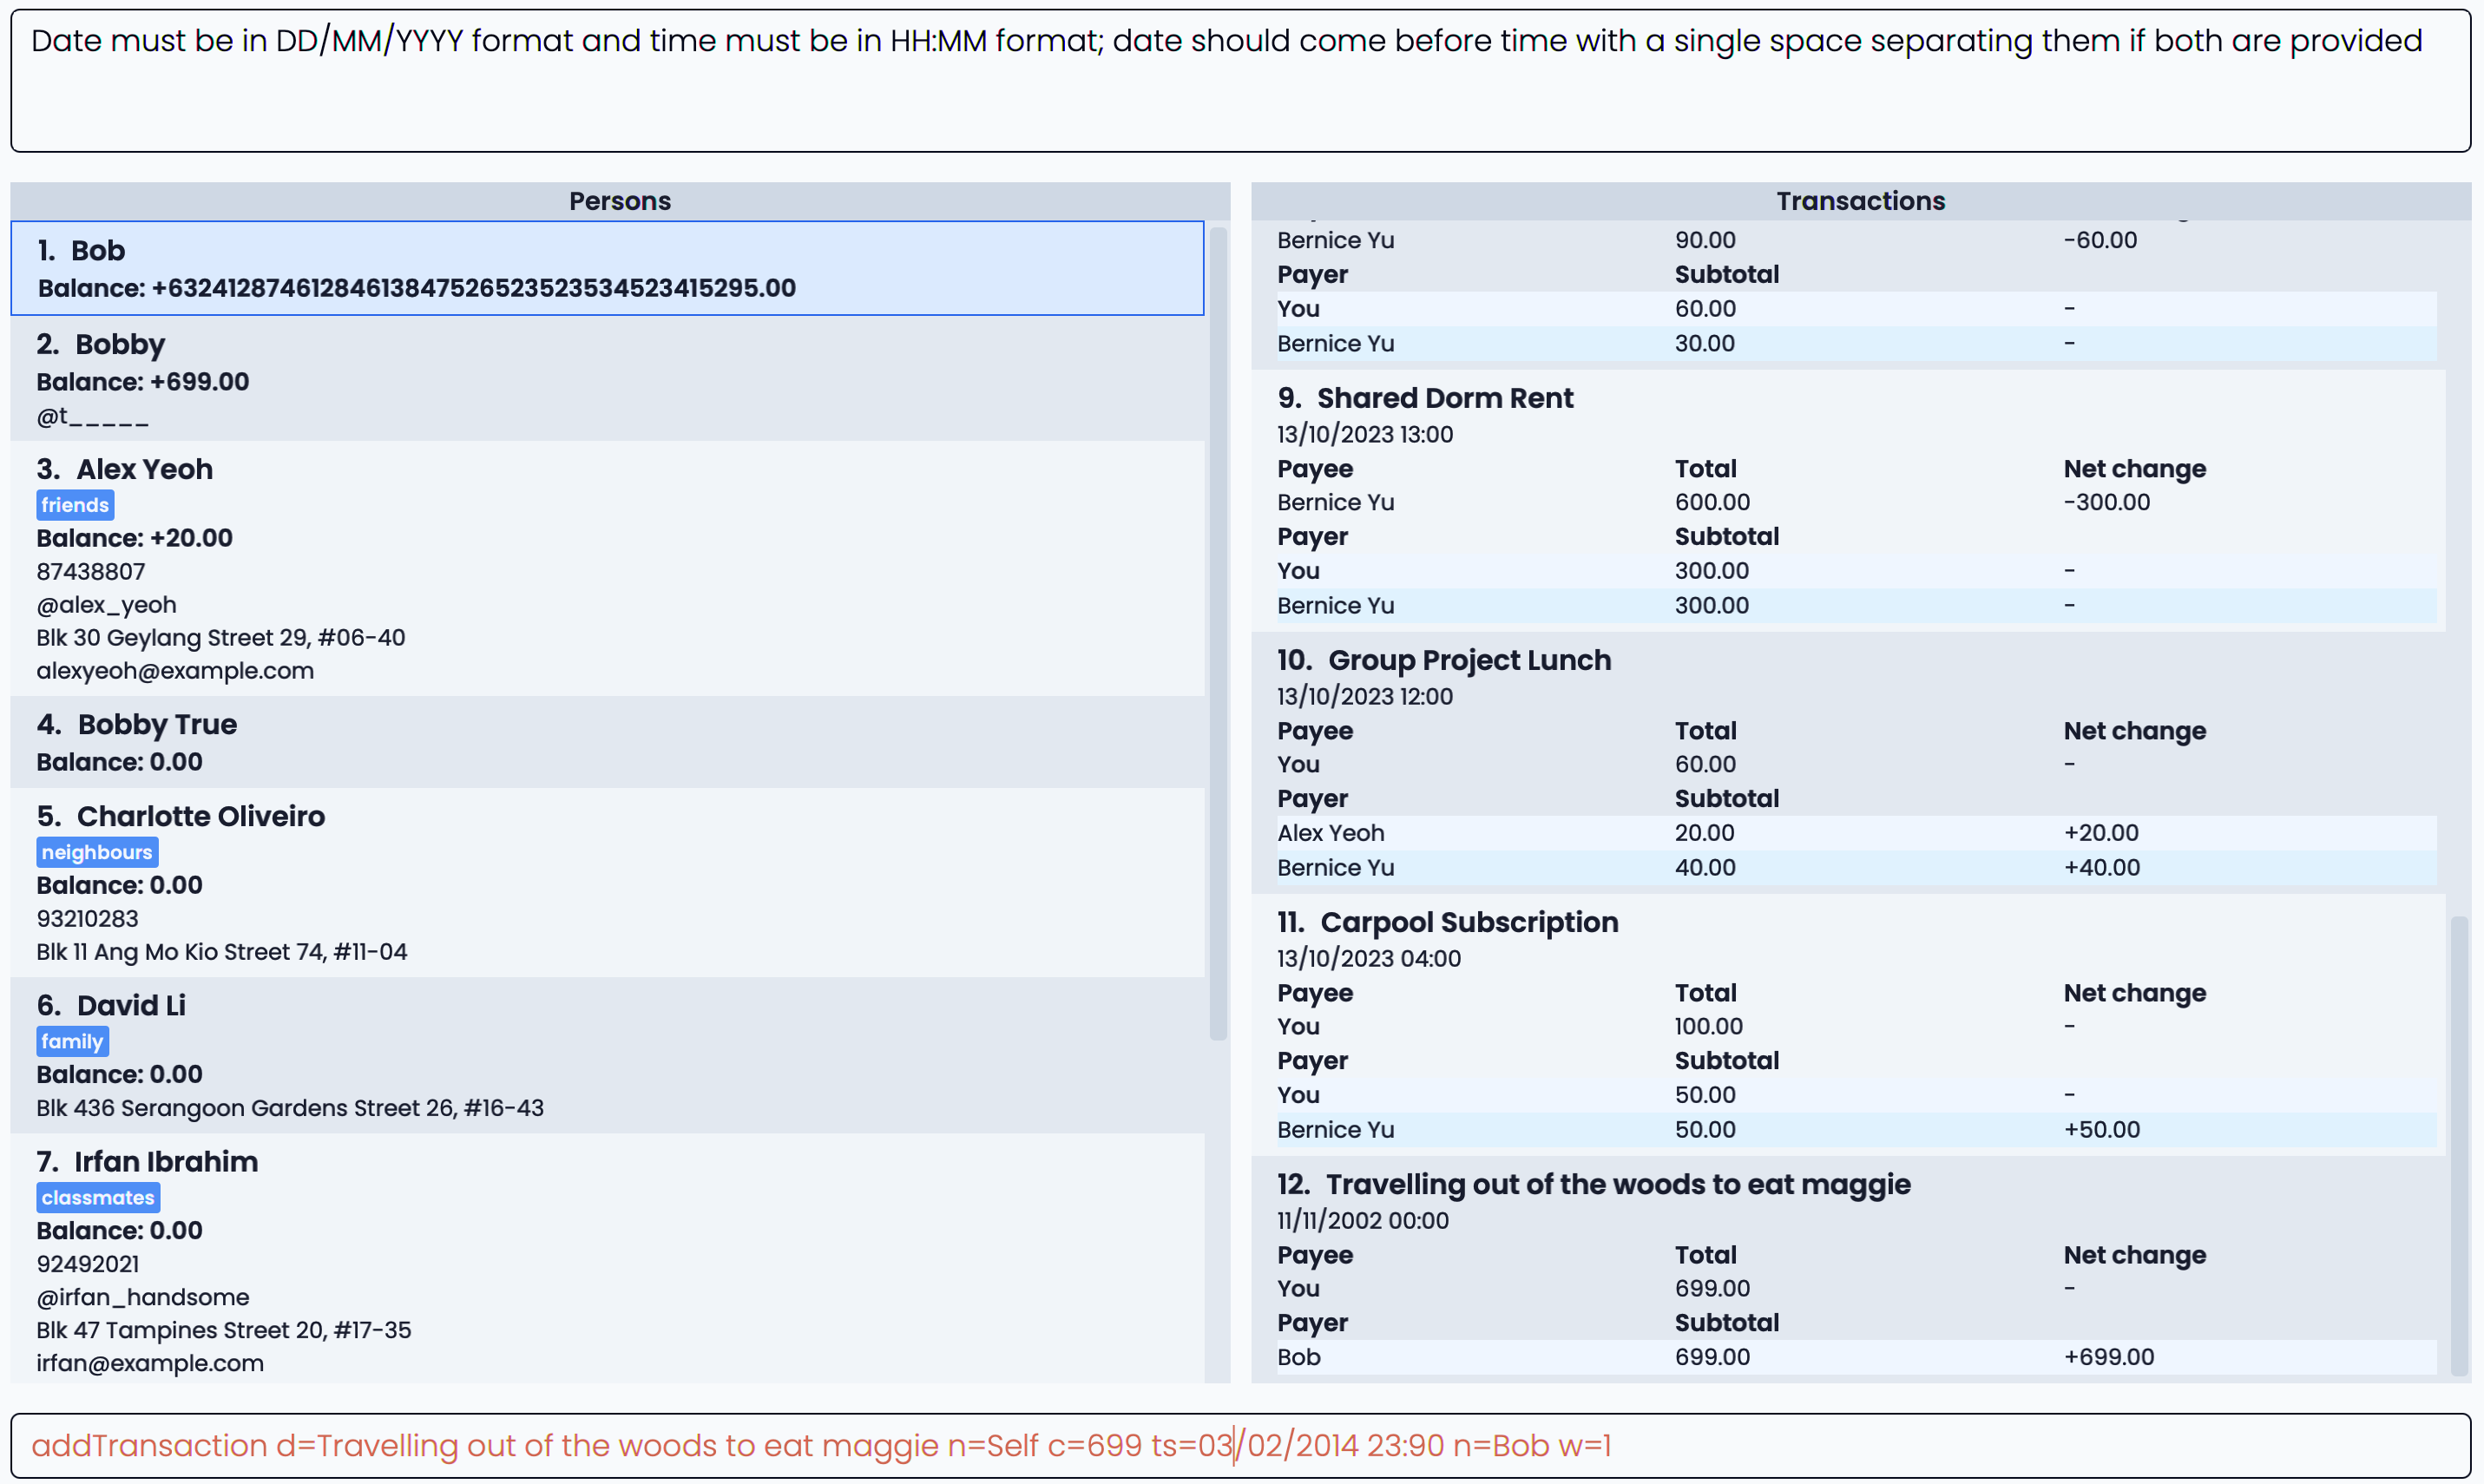 Date must be in DD/MM/YYYY format and time must be in HH:MM format; date should come before time with a single space separating them if both are provided
Persons
1. Bob
Balance: +63241287461284613847526523523534523415295.00
2. Bobby
Balance: +699.00
@t_____
3. Alex Yeoh
friends
Balance: +20.00
87438807
@alex_yeoh
Blk 30 Geylang Street 29, #06-40
alexyeoh@example.com
4. Bobby True
Balance: 0.00
5. Charlotte Oliveiro
neighbours
Balance: 0.00
93210283
Blk 11 Ang Mo Kio Street 74, #11-04
6. David Li
family
Balance: 0.00
Blk 436 Serangoon Gardens Street 26, #16-43
7. Irfan Ibrahim
classmates
Balance: 0.00
92492021
@irfan_handsome
Blk 47 Tampines Street 20, #17-35
irfan@example.com
Transactions
Bernice Yu 90.00 -60.00
Payer Subtotal
You 60.00 -
Bernice Yu 30.00 -
9. Shared Dorm Rent
13/10/2023 13:00
Payee Total Net change
Bernice Yu 600.00 -300.00
Payer Subtotal
You 300.00 -
Bernice Yu 300.00 -
10. Group Project Lunch
13/10/2023 12:00
Payee Total Net change
You 60.00 -
Payer Subtotal
Alex Yeoh 20.00 +20.00
Bernice Yu 40.00 +40.00
11. Carpool Subscription
13/10/2023 04:00
Payee Total Net change
You 100.00 -
Payer Subtotal
You 50.00 -
Bernice Yu 50.00 +50.00
12. Travelling out of the woods to eat maggie
11/11/2002 00:00
Payee Total Net change
You 699.00 -
Payer Subtotal
Bob 699.00 +699.00
addTransaction d=Travelling out of the woods to eat maggie n=Self c=699 ts=03/02/2014 23:90 n=Bob w=1